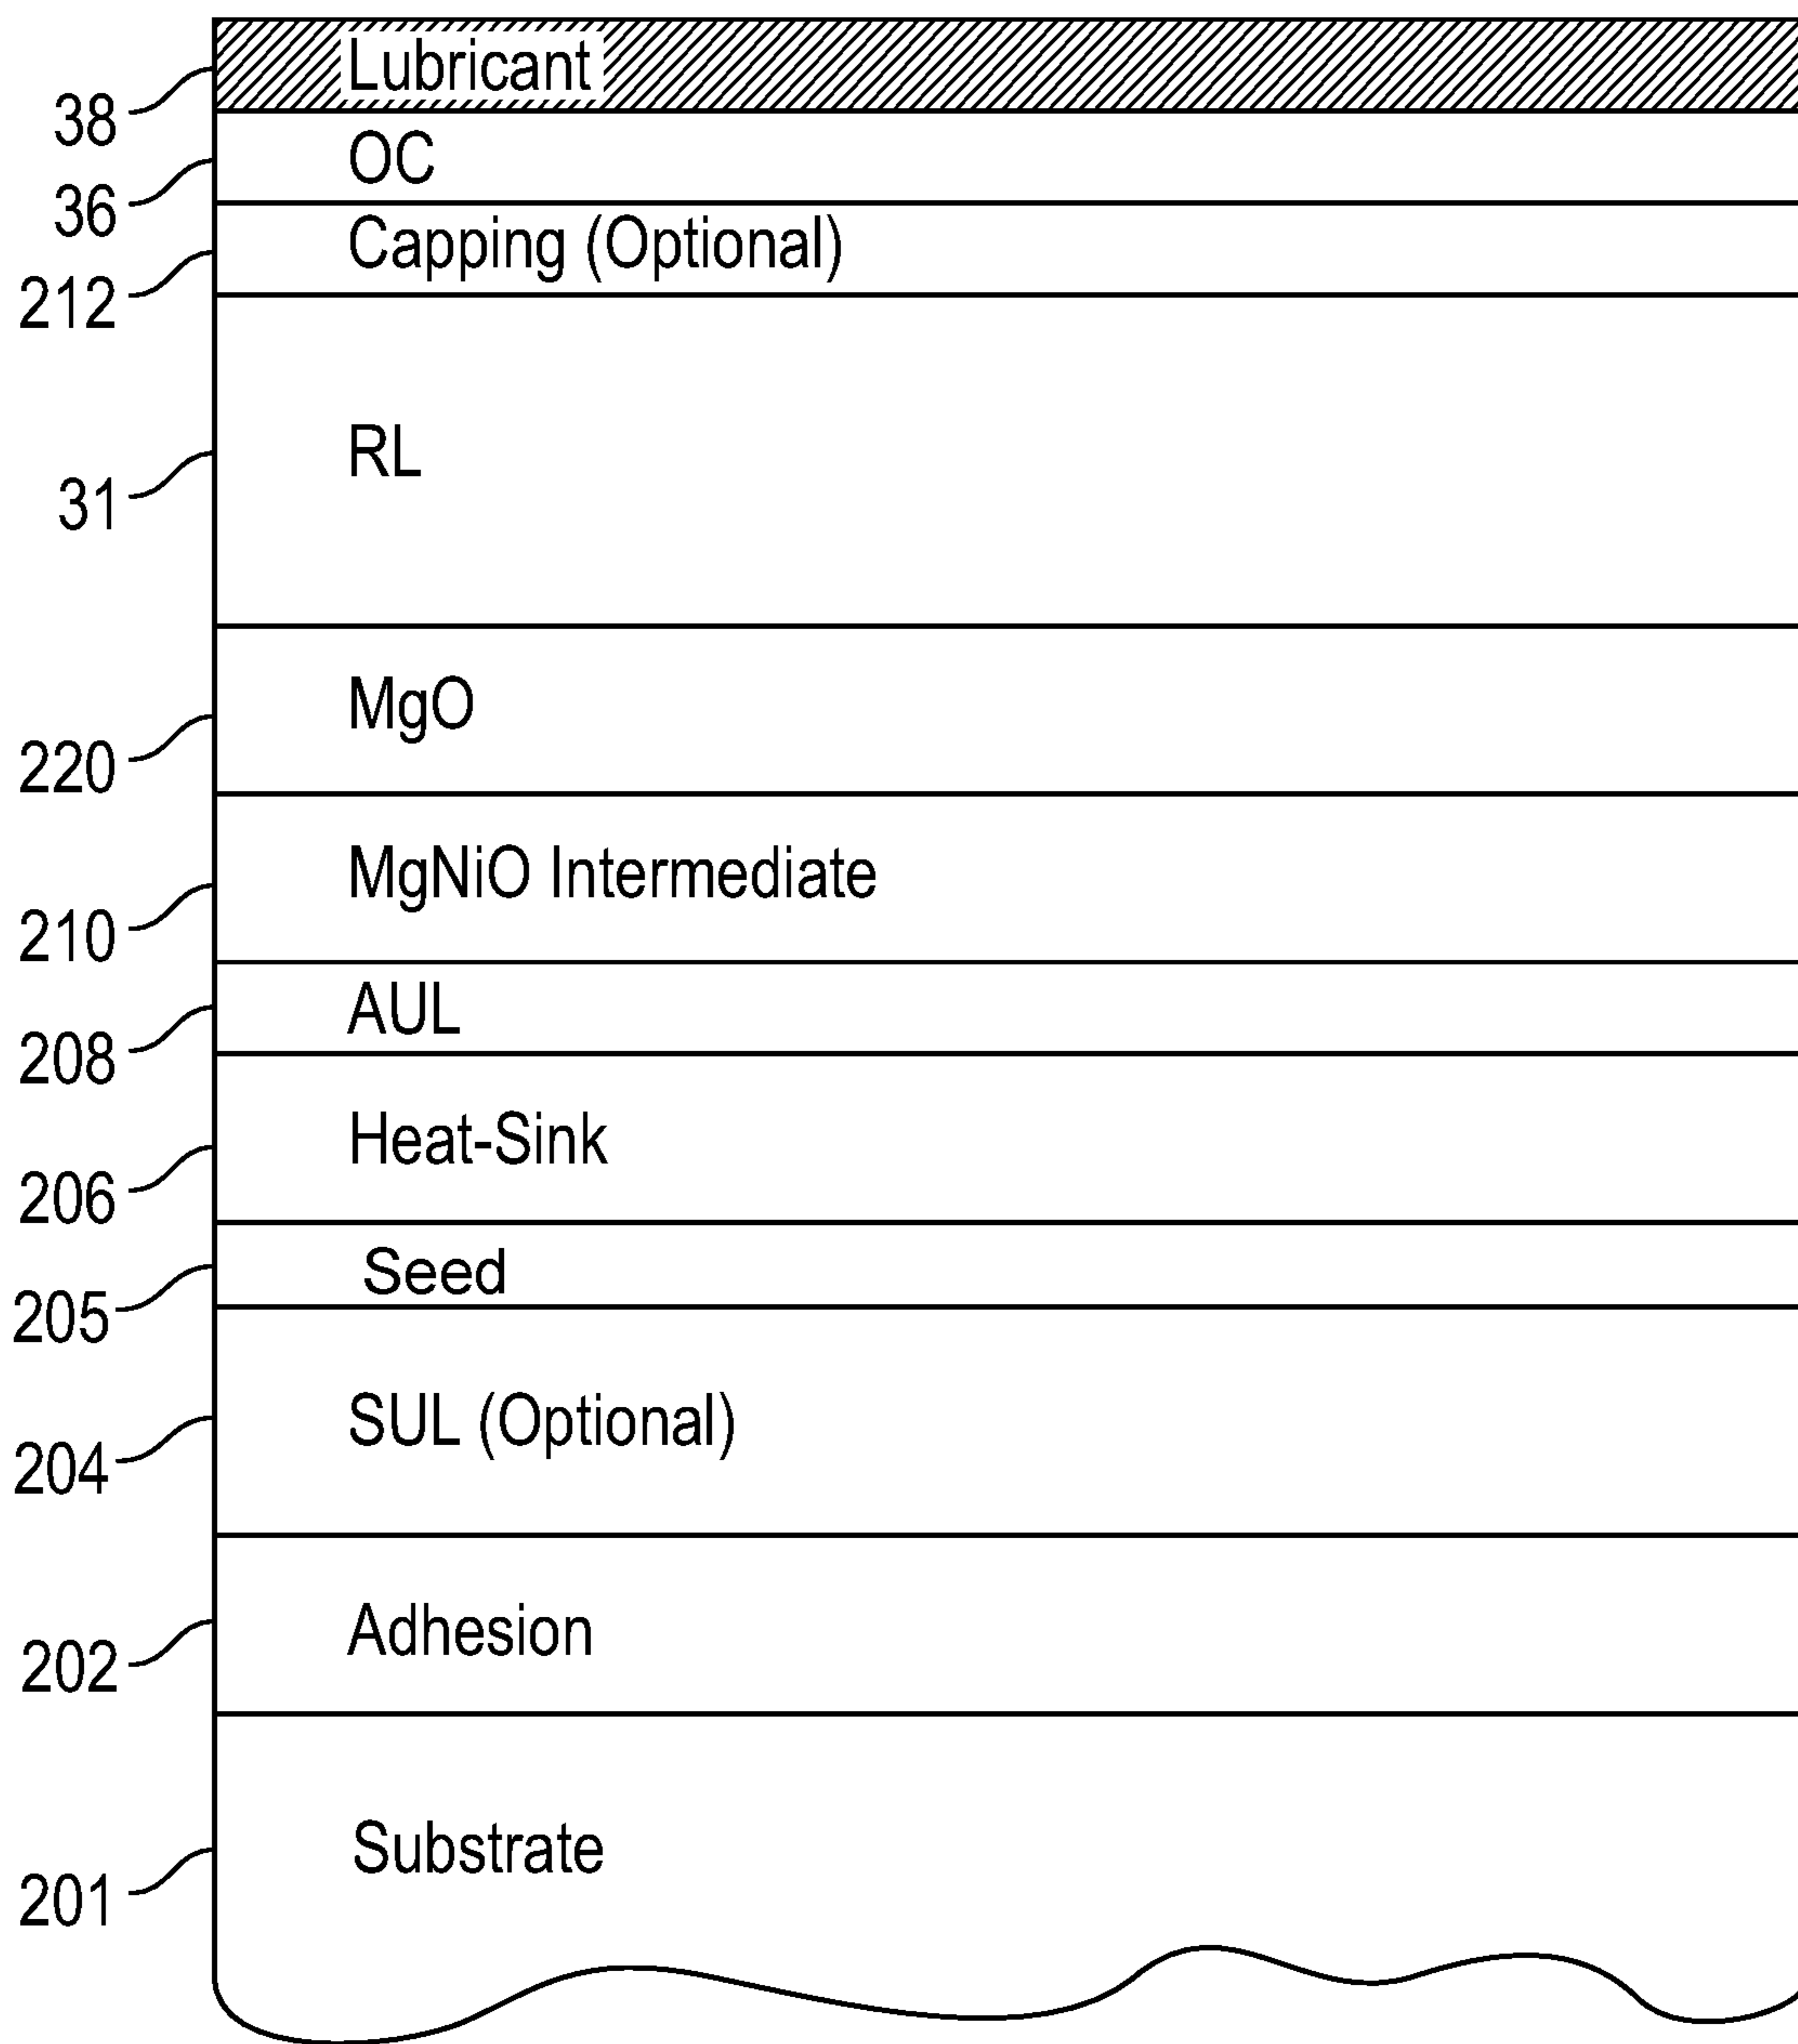 Lubricant
38
OC
36
Capping (Optional)
212
RL
31
MgO
220
MgNiO Intermediate
210
AUL
208
Heat-Sink
206
Seed
205
SUL (Optional)
204
Adhesion
202
Substrate
201